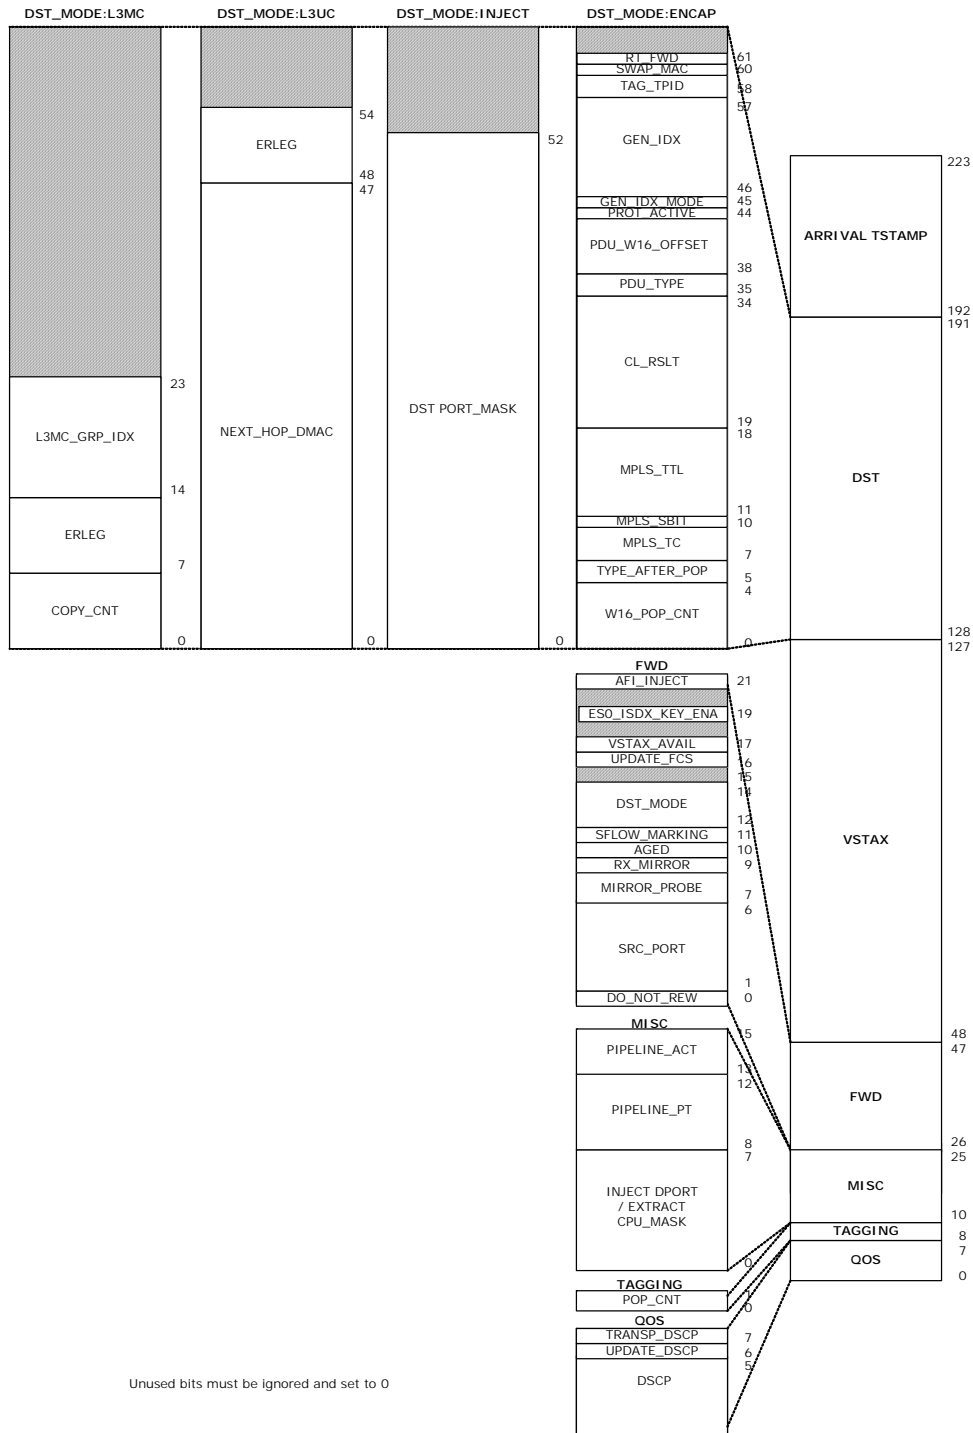 DST_MODE:L3MC
DST_MODE:L3UC
DST_MODE:INJECT
DST_MODE:ENCAP
23
L3MC_GRP_IDX
14
ERLEG
7
COPY_CNT
0
54
ERLEG
48
47
NEXT_HOP_DMAC
0
52
DST PORT_MASK
0
RT_FWD
61
SWAP_MAC
60
TAG_TPID
58
57
GEN_IDX
46
GEN_IDX_MODE
45
PROT_ACTIVE
44
PDU_W16_OFFSET
38
PDU_TYPE
35
34
CL_RSLT
19
18
MPLS_TTL
11
MPLS_SBIT
10
MPLS_TC
7
TYPE_AFTER_POP
5
4
W16_POP_CNT
0
FWD
AFI_INJECT
21
ES0_ISDX_KEY_ENA
19
VSTAX_AVAIL
17
UPDATE_FCS
16
15
14
DST_MODE
12
SFLOW_MARKING
11
AGED
10
RX_MIRROR
9
MIRROR_PROBE
7
6
SRC_PORT
1
DO_NOT_REW
0
MISC
15
PIPELINE_ACT
13
12
PIPELINE_PT
8
7
INJECT DPORT
/ EXTRACT
CPU_MASK
0
TAGGING
1
POP_CNT
0
QOS
TRANSP_DSCP
7
UPDATE_DSCP
6
5
DSCP
223
ARRIVAL TSTAMP
192
191
DST
128
127
VSTAX
48
47
FWD
26
25
MISC
10
TAGGING
8
7
QOS
0
Unused bits must be ignored and set to 0